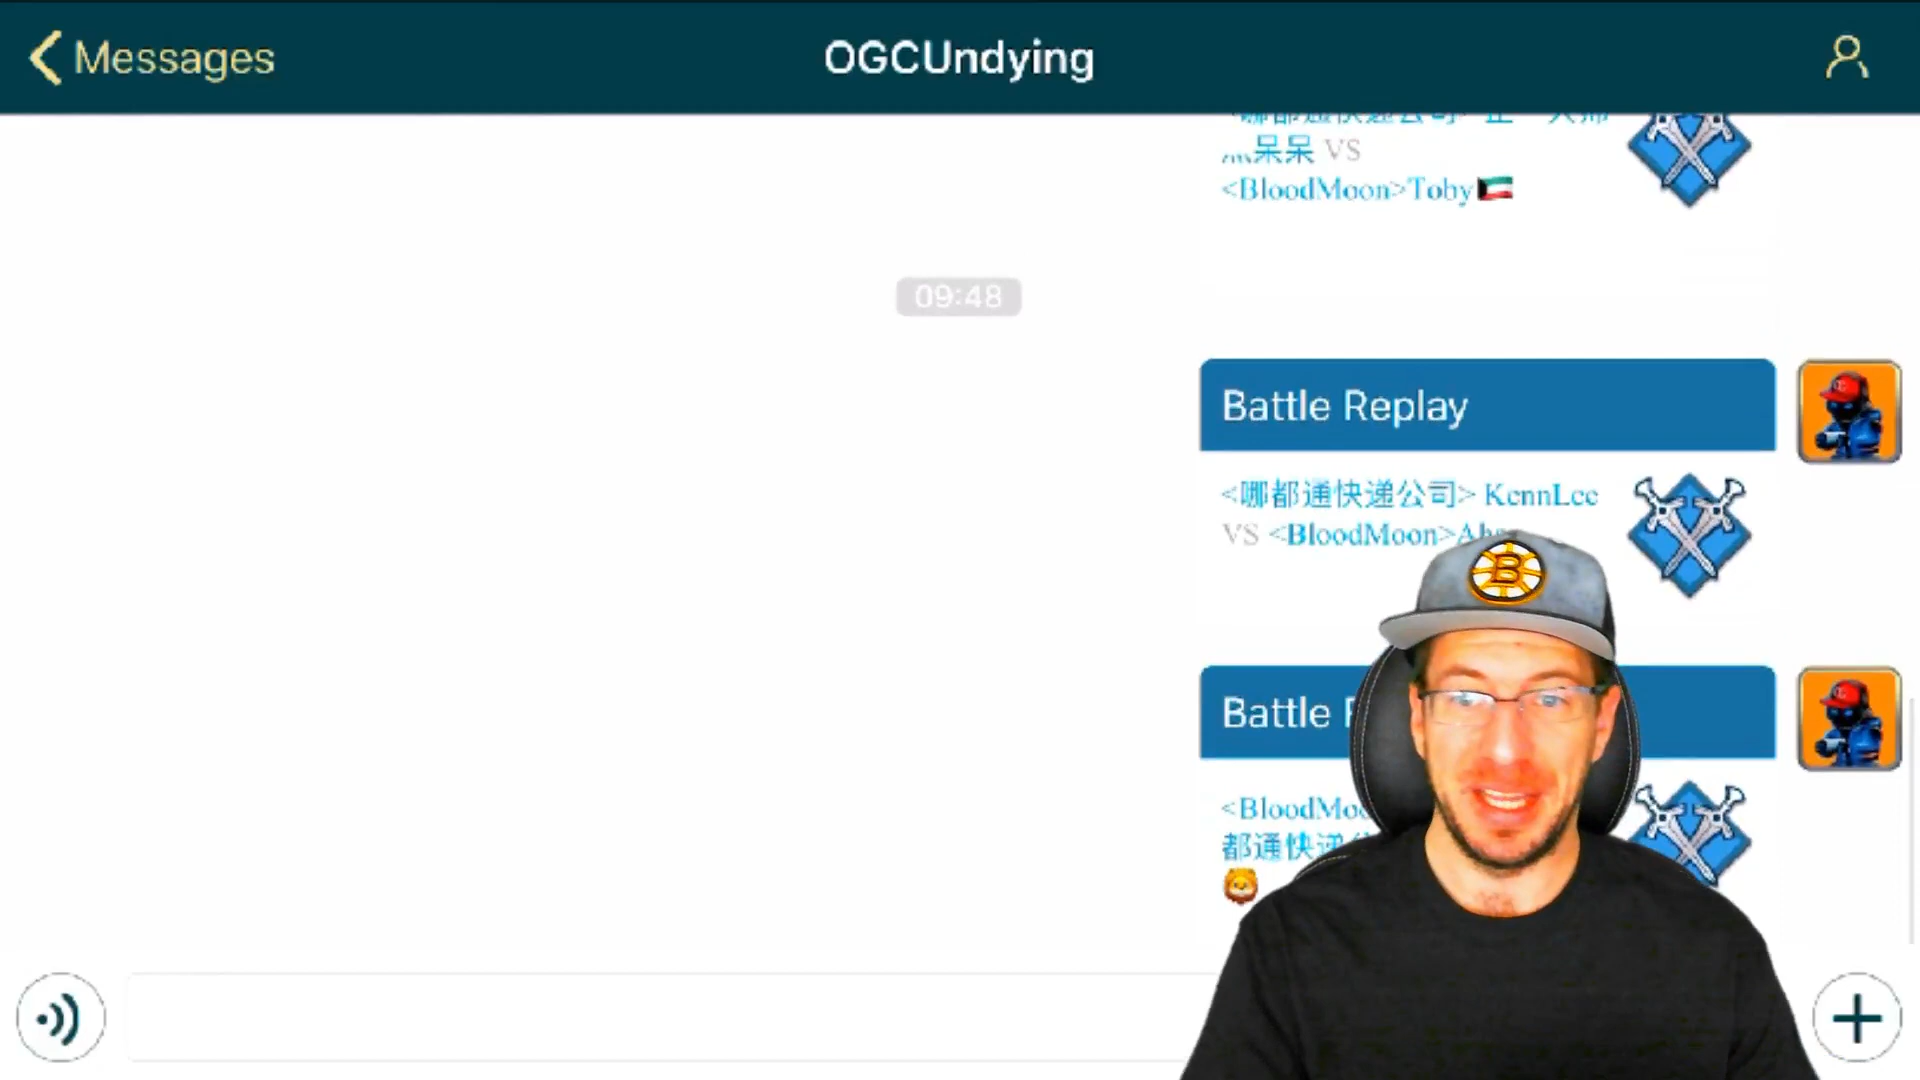 Messages
OGCUndying
呆呆 VS
<BloodMoon>Toby🇰🇼
09:48
Battle Replay
<哪都通快递公司> KennLee
VS <BloodMoon>
B
Battle
都通快递
🦁